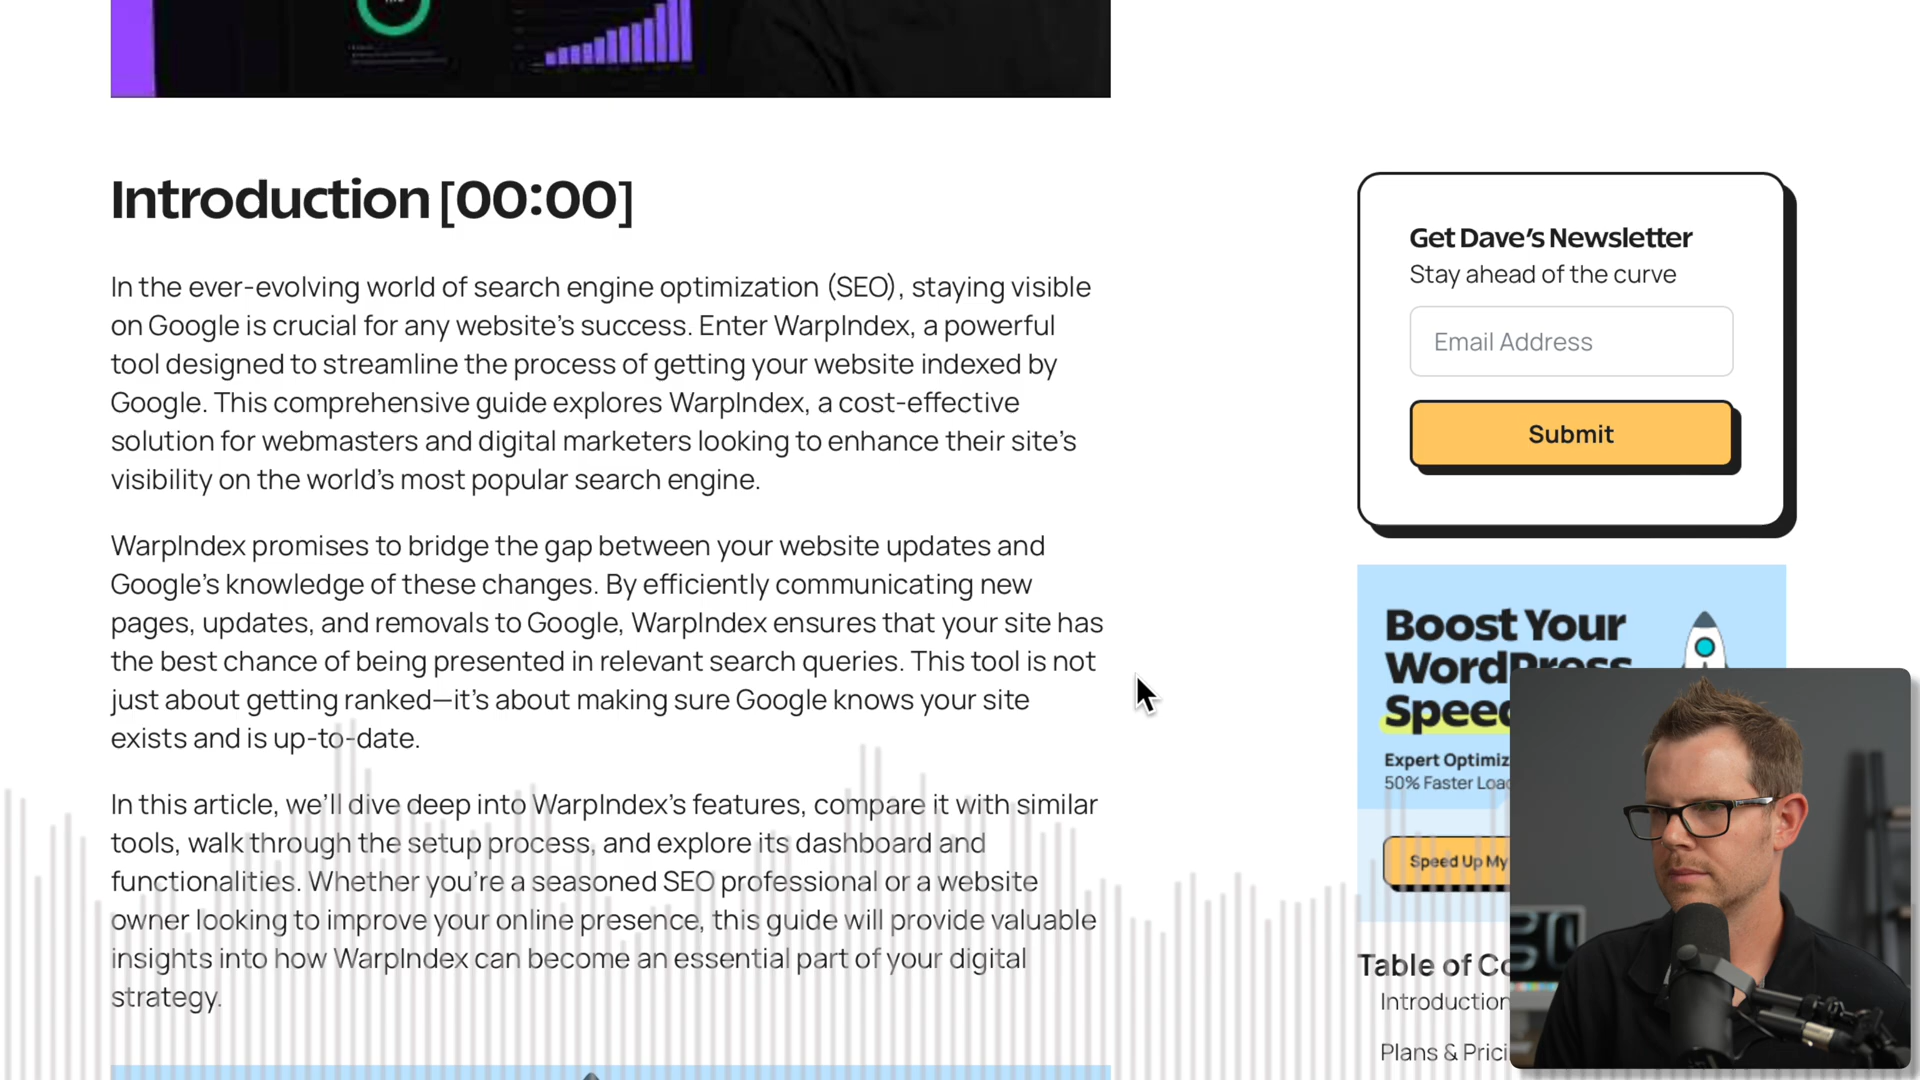 Introduction [00:00]
In the ever-evolving world of search engine optimization (SEO), staying visible
on Google is crucial for any website's success. Enter WarpIndex, a powerful
tool designed to streamline the process of getting your website indexed by
Google. This comprehensive guide explores WarpIndex, a cost-effective
solution for webmasters and digital marketers looking to enhance their site's
visibility on the world's most popular search engine.
WarpIndex promises to bridge the gap between your website updates and
Google's knowledge of these changes. By efficiently communicating new
pages, updates, and removals to Google, WarpIndex ensures that your site has
the best chance of being presented in relevant search queries. This tool is not
just about getting ranked—it's about making sure Google knows your site
exists and is up-to-date.
In this article, we'll dive deep into WarpIndex's features, compare it with similar
tools, walk through the setup process, and explore its dashboard and
functionalities. Whether you're a seasoned SEO professional or a website
owner looking to improve your online presence, this guide will provide valuable
insights into how WarpIndex can become an essential part of your digital
strategy.
Get Dave's Newsletter
Stay ahead of the curve
Email Address
Submit
Boost Your
WordPress
Speed
Expert Optimiz
50% Faster Loa
Speed Up My
Table of Co
Introduction
Plans & Prici